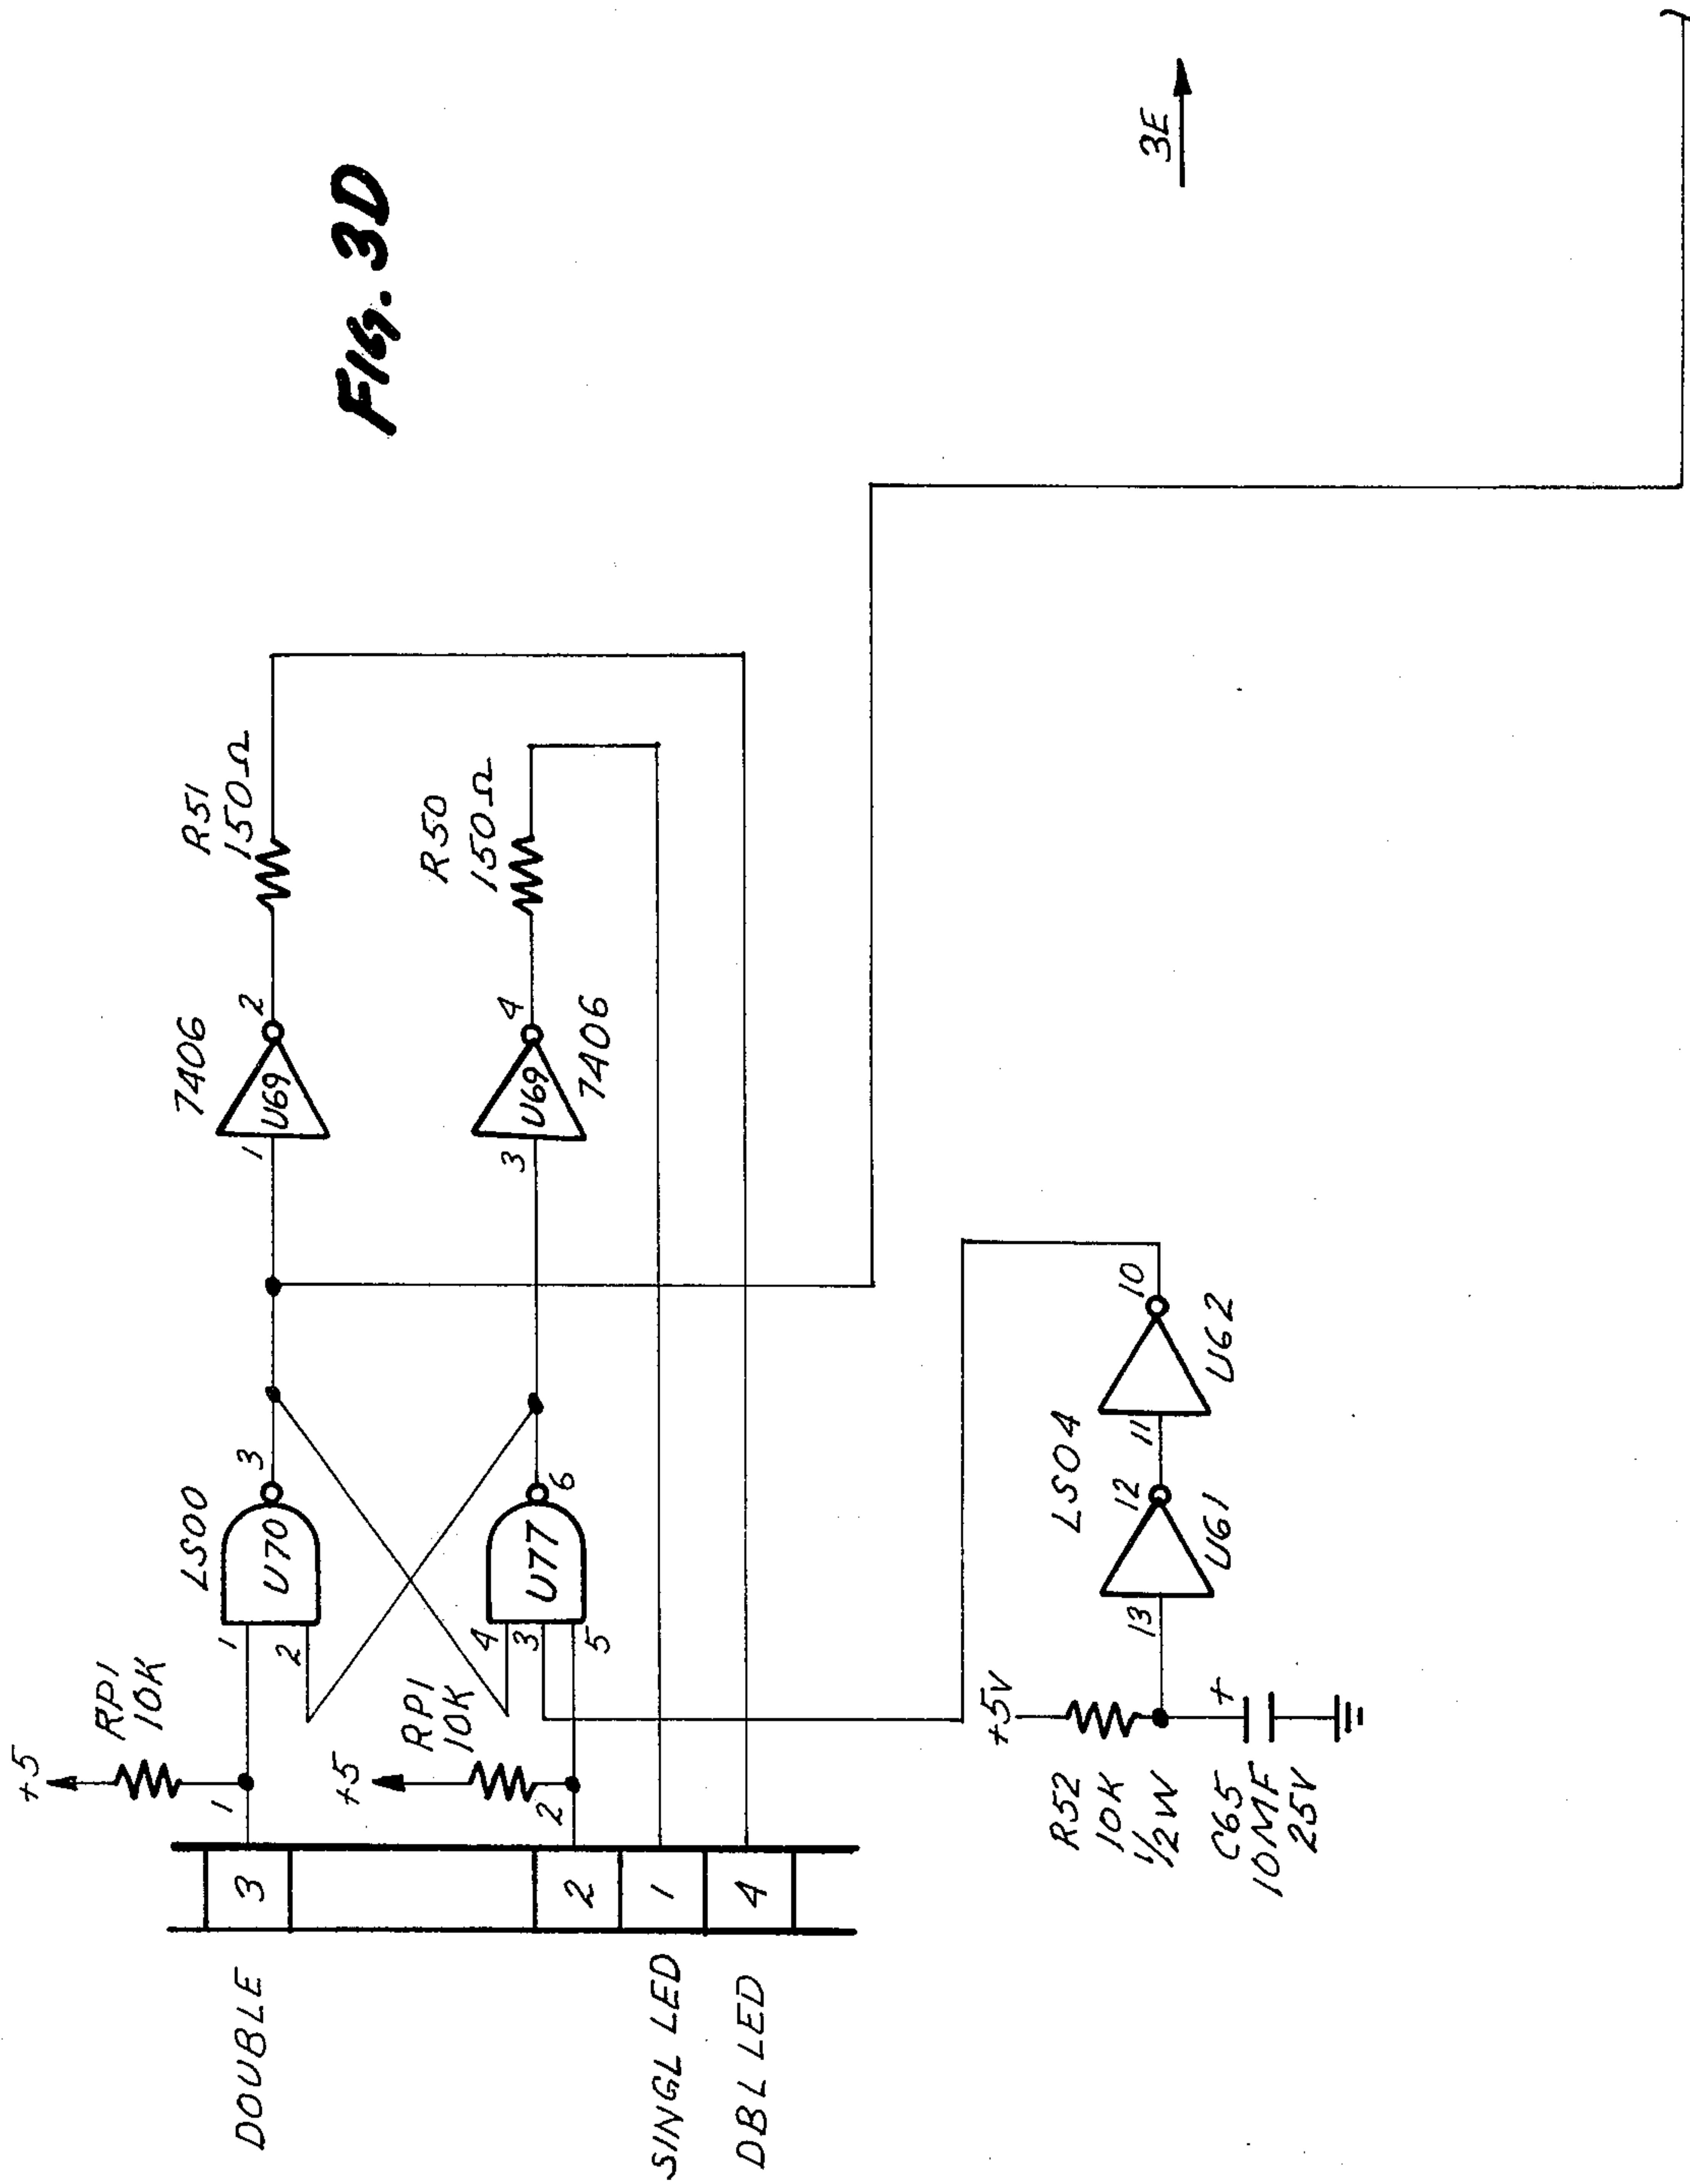 FIG. 3D
+5
RP1
10K
LS00
7406
R51
150Ω
DOUBLE
3
1
1
2
U70
3
1
U69
2
+5
RP1
10K
R50
150Ω
2
2
4
3
5
U77
6
3
U69
4
7406
SINGL LED
1
DBL LED
4
3E
+5V
R52
10K
1/2W
C65
10MF
25V
+
LS04
13
12
U61
11
10
U62